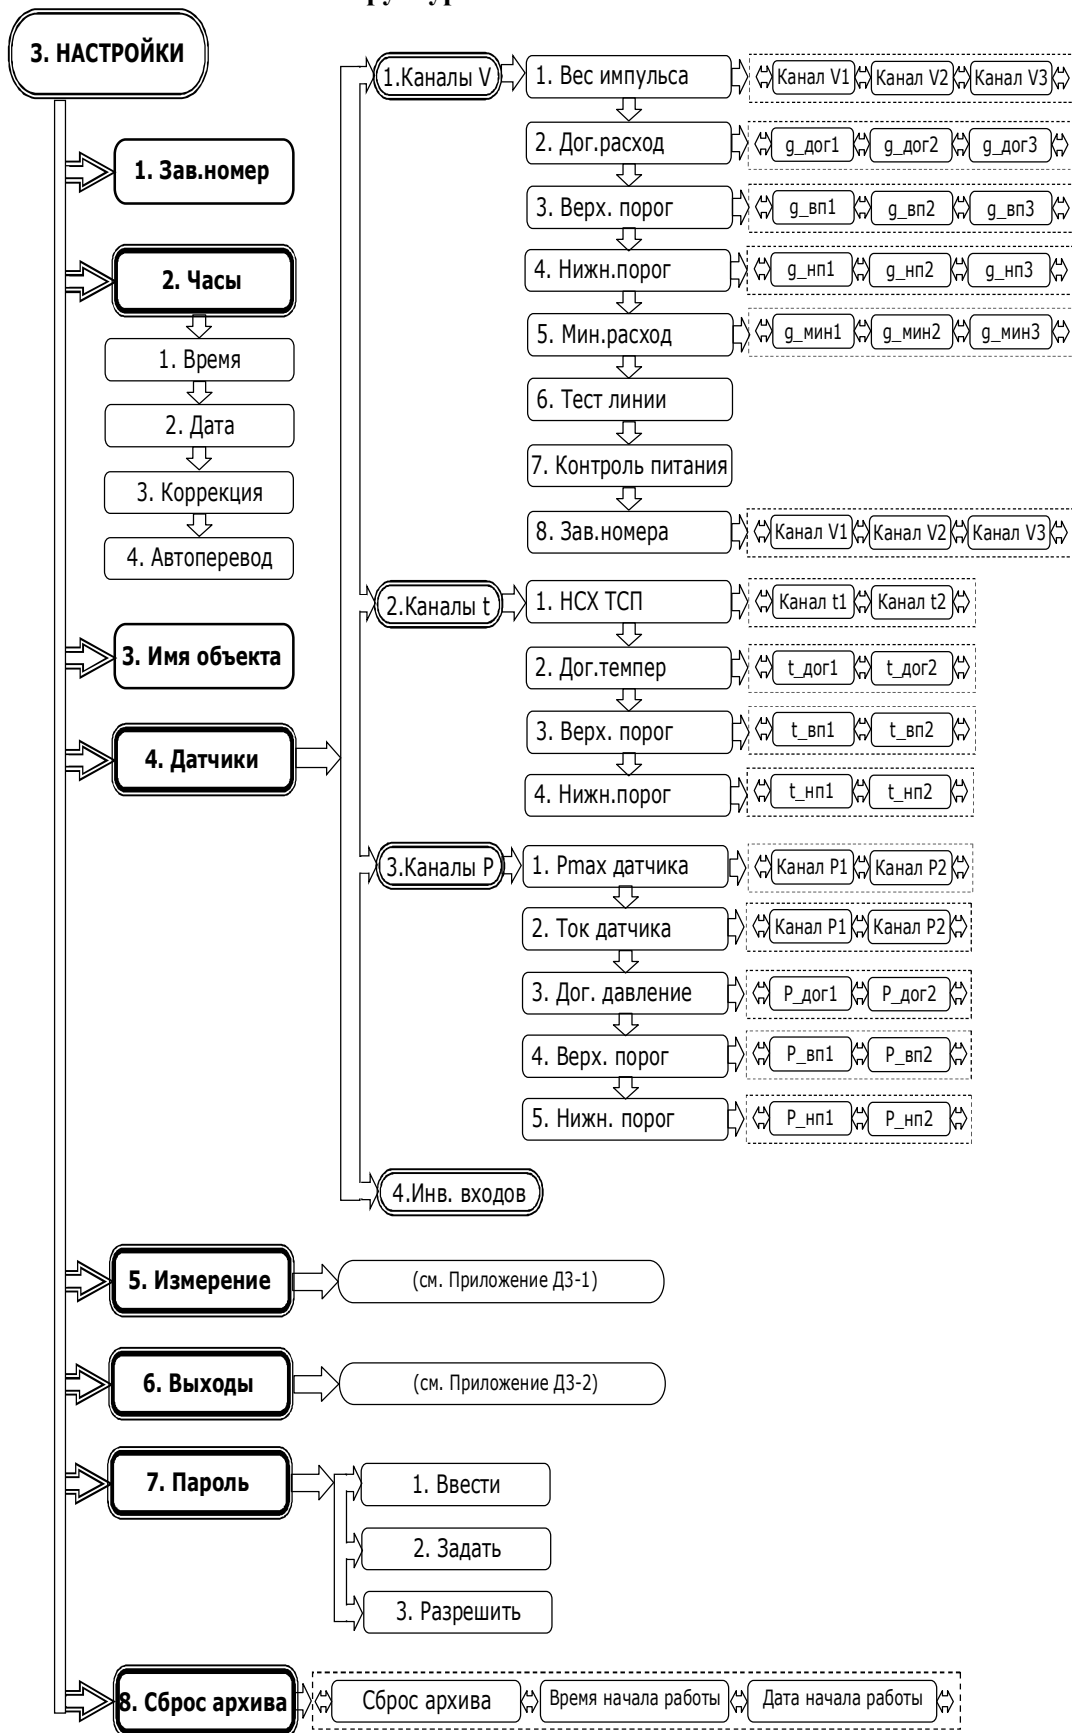 3. НАСТРОЙКИ
1. Зав.номер
2. Часы
1. Время
2. Дата
3. Коррекция
4. Автоперевод
3. Имя объекта
4. Датчики
1.Каналы V
1. Вес импульса
Канал V1 Канал V2 Канал V3
2. Дог.расход
g_дог1 g_дог2 g_дог3
3. Верх. порог
g_вп1 g_вп2 g_вп3
4. Нижн.порог
g_нп1 g_нп2 g_нп3
5. Мин.расход
g_мин1 g_мин2 g_мин3
6. Тест линии
7. Контроль питания
8. Зав.номера
Канал V1 Канал V2 Канал V3
2.Каналы t
1. НСХ ТСП
Канал t1 Канал t2
2. Дог.темпер
t_дог1 t_дог2
3. Верх. порог
t_вп1 t_вп2
4. Нижн.порог
t_нп1 t_нп2
3.Каналы P
1. Pmax датчика
Канал P1 Канал P2
2. Ток датчика
Канал P1 Канал P2
3. Дог. давление
P_дог1 P_дог2
4. Верх. порог
P_вп1 P_вп2
5. Нижн. порог
P_нп1 P_нп2
4.Инв. входов
5. Измерение
(см. Приложение Д3-1)
6. Выходы
(см. Приложение Д3-2)
7. Пароль
1. Ввести
2. Задать
3. Разрешить
8. Сброс архива
Сброс архива Время начала работы Дата начала работы